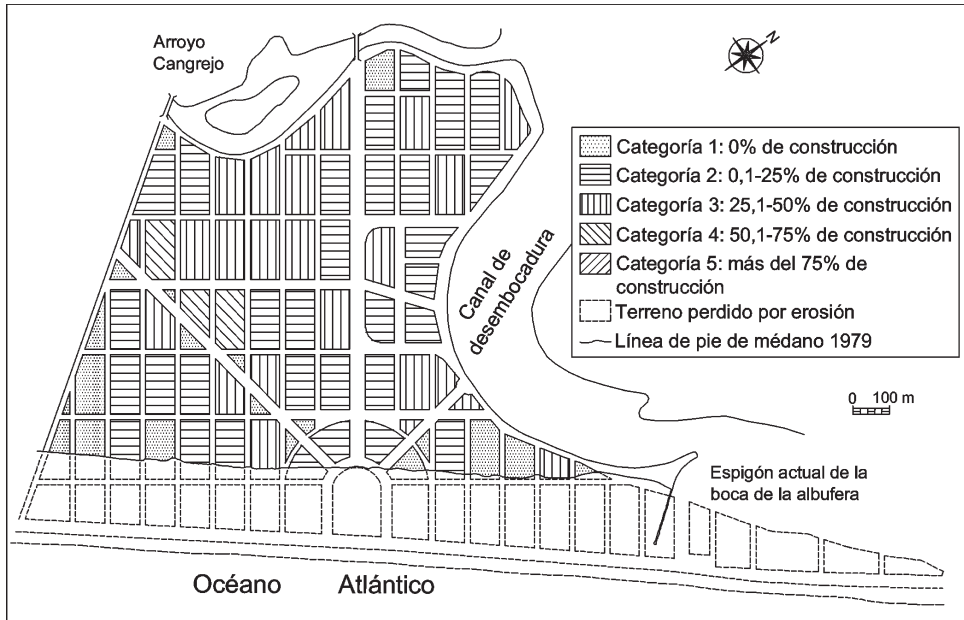 Arroyo
Cangrejo
N
Categoría 1: 0% de construcción
Categoría 2: 0,1-25% de construcción
Categoría 3: 25,1-50% de construcción
Categoría 4: 50,1-75% de construcción
Categoría 5: más del 75% de
construcción
Terreno perdido por erosión
Línea de pie de médano 1979
Canal de
desembocadura
0 100 m
Espigón actual de la
boca de la albufera
Océano Atlántico